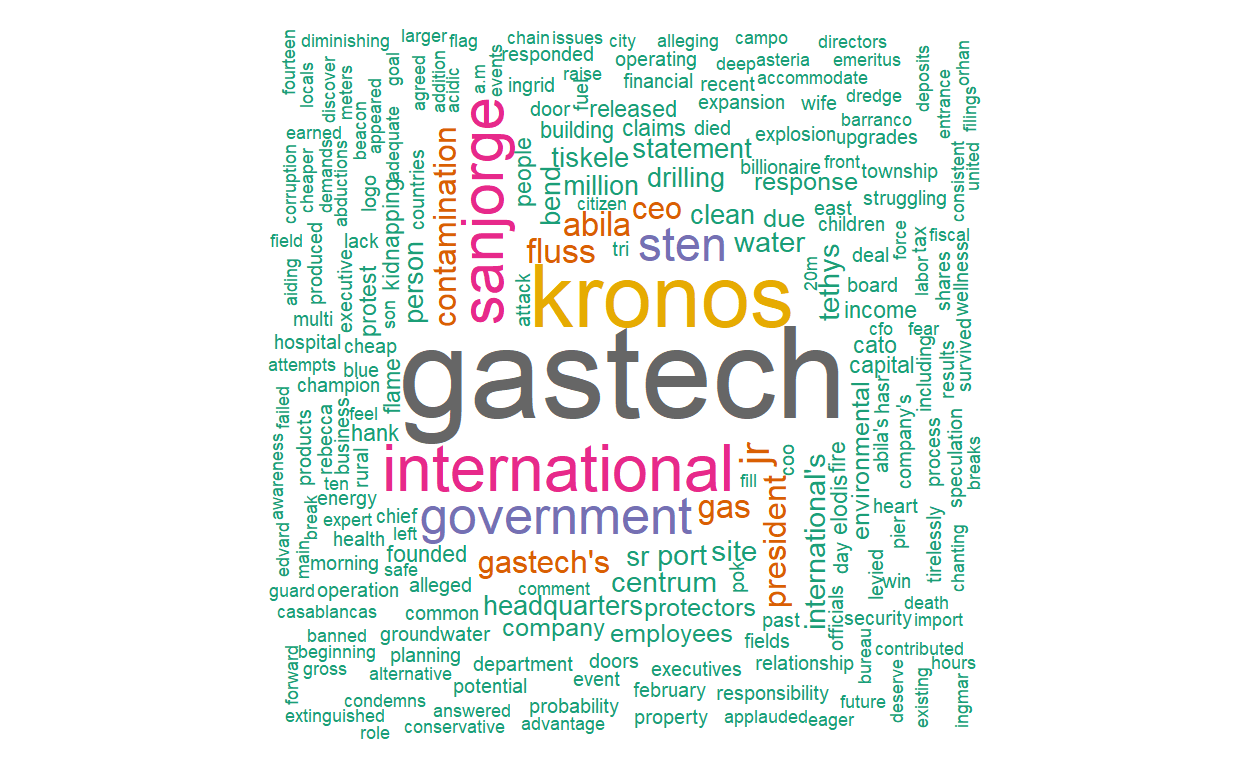 gastech
kronos
international
sanjorge
government
sten
gastech's
gas
president
jr
abila
ceo
fluss
contamination
fourteen
diminishing
larger
flag
chain
issues
city
alleging
campo
directors
responded
operating
deep
asteria
emeritus
orhan
deposits
locals
discover
meters
goal
agreed
addition
acidic
a.m
events
ingrid
raise
fuel
financial
recent
accommodate
door
released
expansion
wife
dredge
entrance
filings
earned
beacon
appeared
adequate
building
claims
died
explosion
barranco
upgrades
corruption
cheaper
demands
abductions
logo
kidnapping
countries
people
tiskele
statement
billionaire
front
township
consistent
united
bend
million
drilling
response
struggling
citizen
clean
due
east
children
field
produced
lack
person
tri
water
tethys
deal
force
tax
fiscal
aiding
executive
protest
son
attack
20m
board
labor
shares
wellness
multi
income
hospital
cheap
cfo
fear
cato
attempts
blue
flame
capital
including
results
survived
champion
failed
feel
hank
products
rebecca
business
rural
environmental
abila's
hasr
company's
process
speculation
breaks
awareness
ten
energy
coo
fill
international's
elodis
fire
heart
break
expert
chief
left
pier
tirelessly
chanting
edvard
main
health
morning
safe
founded
sr
port
site
day
levied
win
guard
operation
alleged
comment
centrum
pok
death
casablancas
common
headquarters
protectors
past
officials
security
import
banned
groundwater
company
employees
fields
bureau
contributed
beginning
planning
department
doors
executives
relationship
hours
forward
gross
alternative
event
potential
february
responsibility
future
deserve
existing
ingmar
condemns
answered
probability
extinguished
conservative
advantage
property
applauded
eager
role